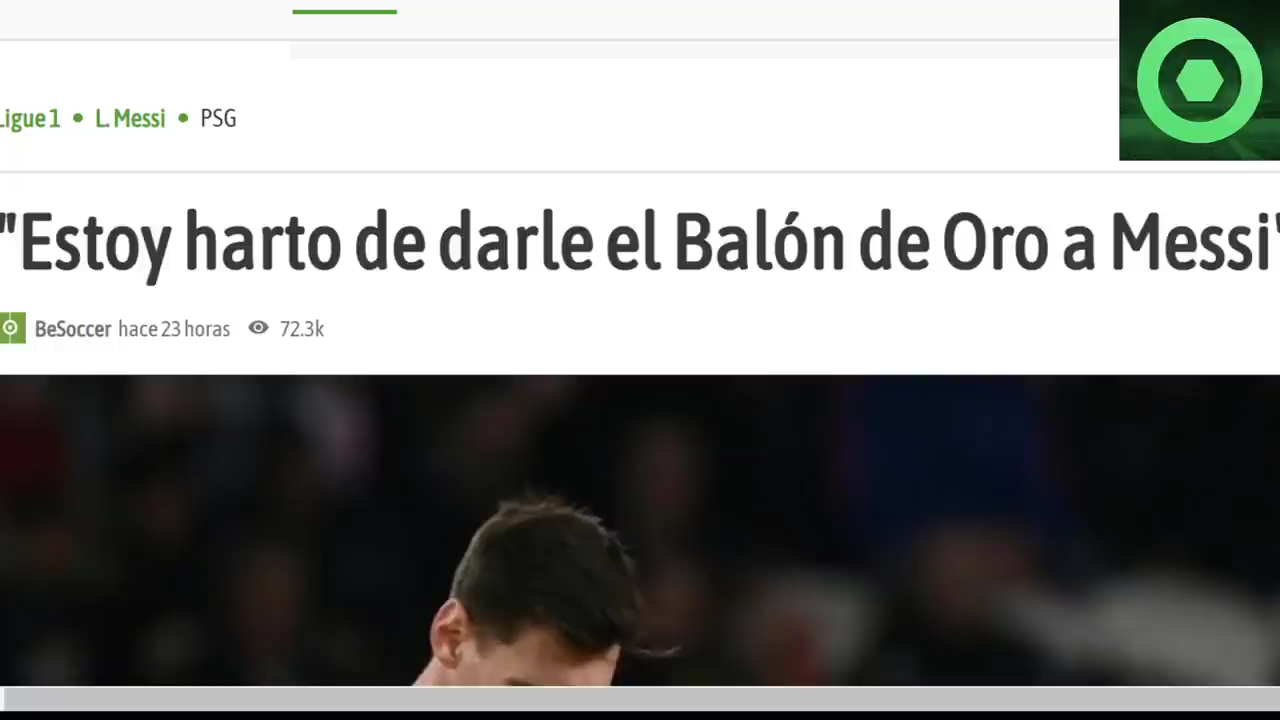 Ligue 1 • L. Messi • PSG
"Estoy harto de darle el Balón de Oro a Messi"
BeSoccer hace 23 horas 72.3k